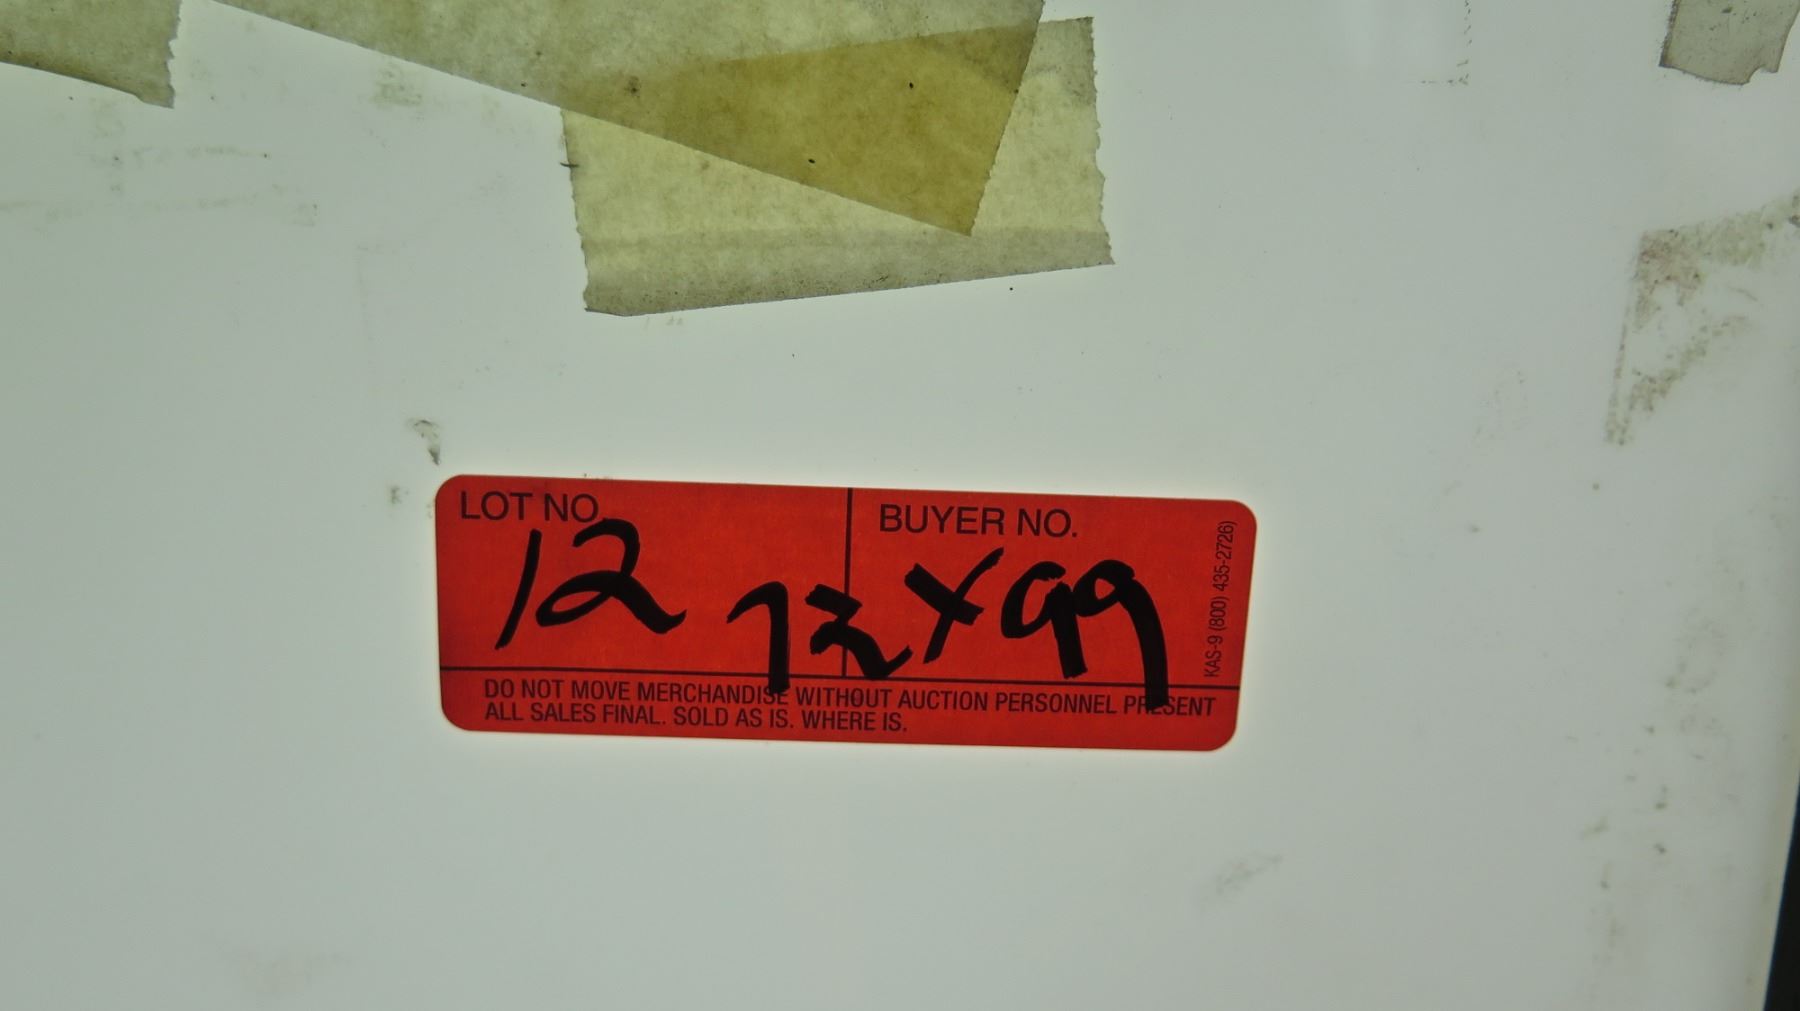 LOT NO.
BUYER NO.
12
72x99
KAS-9 (800) 435-2726)
DO NOT MOVE MERCHANDISE WITHOUT AUCTION PERSONNEL PRESENT
ALL SALES FINAL. SOLD AS IS. WHERE IS.